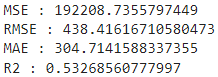 MSE : 192208.7355797449
RMSE : 438.41616710580473
MAE : 304.7141588337355
R2 : 0.53268560777997